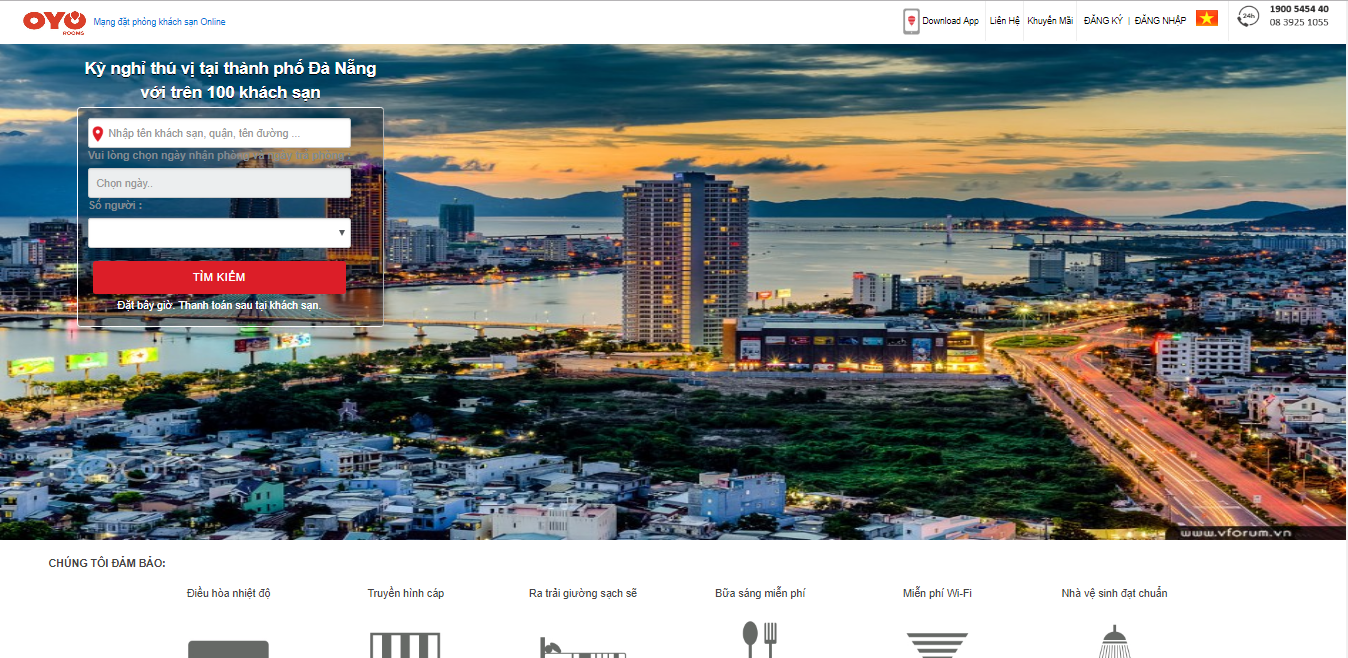 OYO
ROOMS
Mạng đặt phòng khách sạn Online
Download App
Liên Hệ
Khuyến Mãi
ĐĂNG KÝ | ĐĂNG NHẬP
24h
1900 5454 40
08 3925 1055
Kỳ nghỉ thú vị tại thành phố Đà Nẵng
với trên 100 khách sạn
Nhập tên khách sạn, quận, tên đường ...
Vui lòng chọn ngày nhận phòng và
Chọn ngày..
Số người :
TÌM KIẾM
Đặt bây giờ. Thanh toán sau tại khách sạn.
www.vforum.vn
CHÚNG TÔI ĐẢM BẢO:
Điều hòa nhiệt độ
Truyền hình cáp
Ra trải giường sạch sẽ
Bữa sáng miễn phí
Miễn phí Wi-Fi
Nhà vệ sinh đạt chuẩn